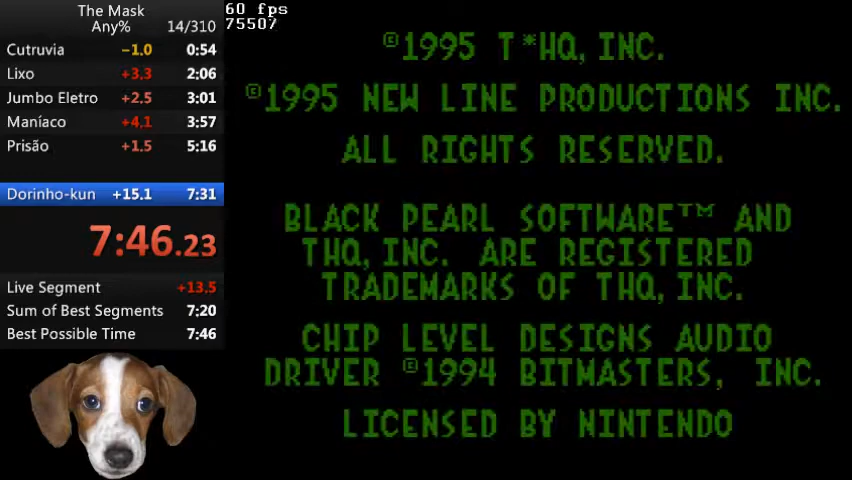 The Mask
Any% 14/310
Cutruvia −1.0 0:54
Lixo +3.3 2:06
Jumbo Eletro +2.5 3:01
Maníaco +4.1 3:57
Prisão +1.5 5:16
Dorinho-kun +15.1 7:31
7:46.23
Live Segment +13.5
Sum of Best Segments 7:20
Best Possible Time 7:46
60 fps
75507
©1995 T*HQ, INC.
©1995 NEW LINE PRODUCTIONS INC.
ALL RIGHTS RESERVED.
BLACK PEARL SOFTWARE™ AND
THQ, INC. ARE REGISTERED
TRADEMARKS OF THQ, INC.
CHIP LEVEL DESIGNS AUDIO
DRIVER ©1994 BITMASTERS, INC.
LICENSED BY NINTENDO